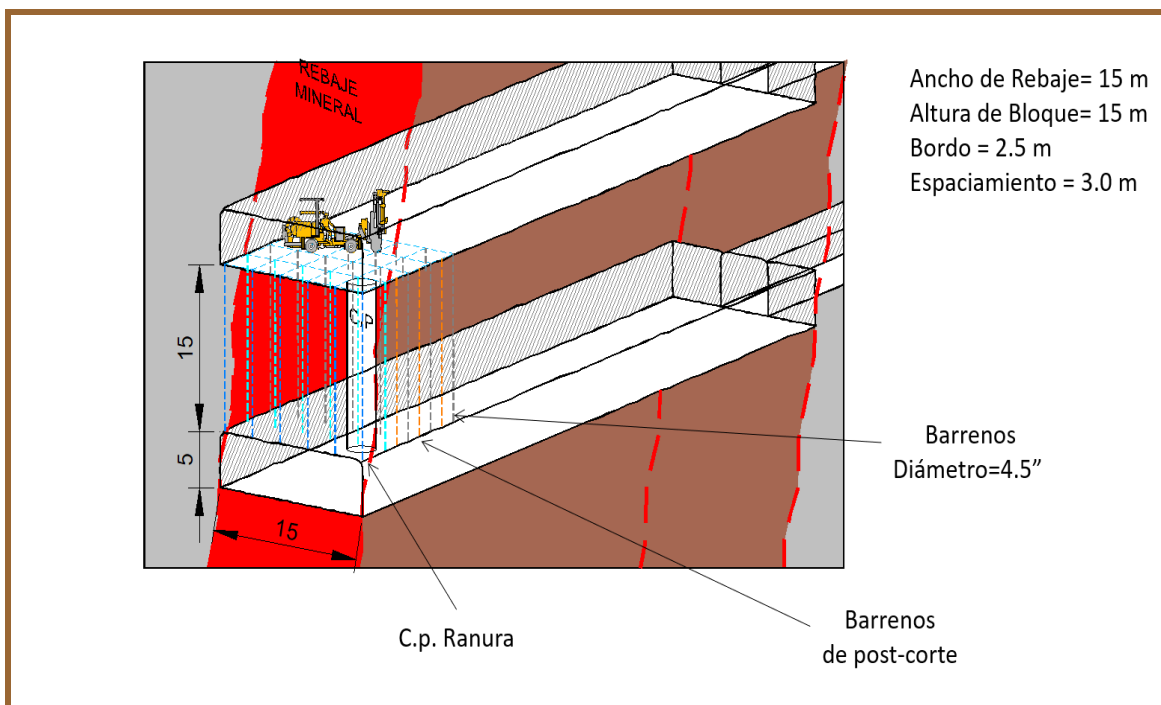 REBAJE
MINERAL
Ancho de Rebaje= 15 m
Altura de Bloque= 15 m
Bordo = 2.5 m
Espaciamiento = 3.0 m
C.P
15
5
15
Barrenos
Diámetro=4.5”
C.p. Ranura
Barrenos
de post-corte